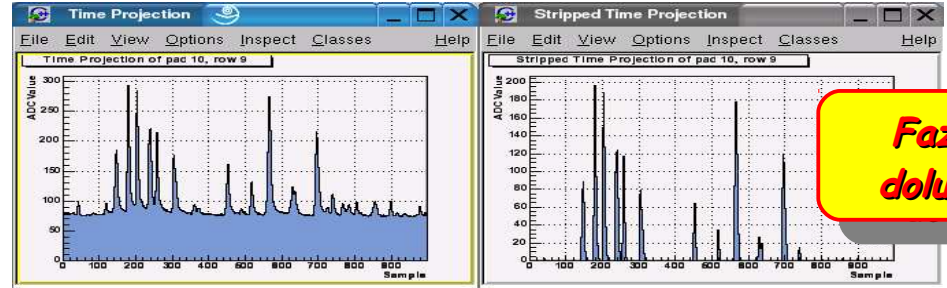 Time Projection
File Edit View Options Inspect Classes Help
Time Projection of pad 10, row 9
ADC Value
300
250
200
150
100
50
0
0 100 200 300 400 500 600 700 800 900
Sample
Stripped Time Projection
File Edit View Options Inspect Classes Help
Stripped Time Projection of pad 10, row 9
ADC Value
200
180
160
140
120
100
80
60
40
20
0
0 100 200 300 400 500 600 700 800 900
Sample